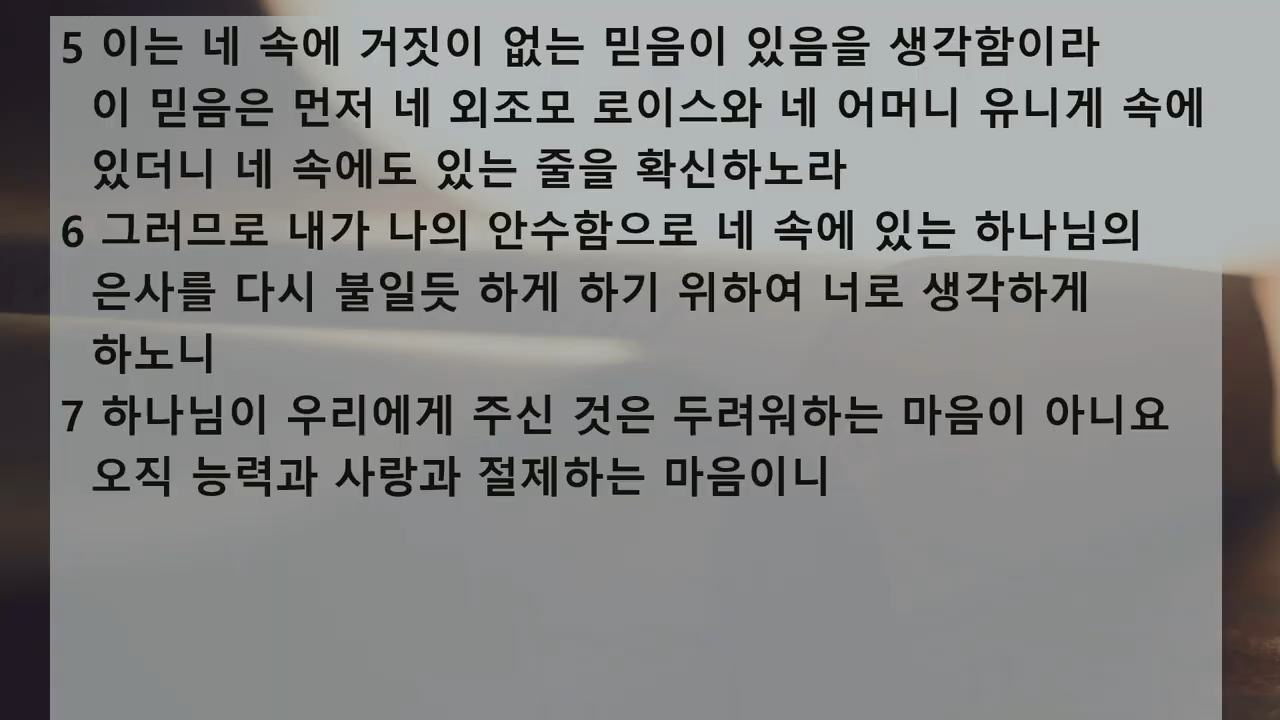 5 이는 네 속에 거짓이 없는 믿음이 있음을 생각함이라
이 믿음은 먼저 네 외조모 로이스와 네 어머니 유니게 속에
있더니 네 속에도 있는 줄을 확신하노라
6 그러므로 내가 나의 안수함으로 네 속에 있는 하나님의
은사를 다시 불일듯 하게 하기 위하여 너로 생각하게
하노니
7 하나님이 우리에게 주신 것은 두려워하는 마음이 아니요
오직 능력과 사랑과 절제하는 마음이니